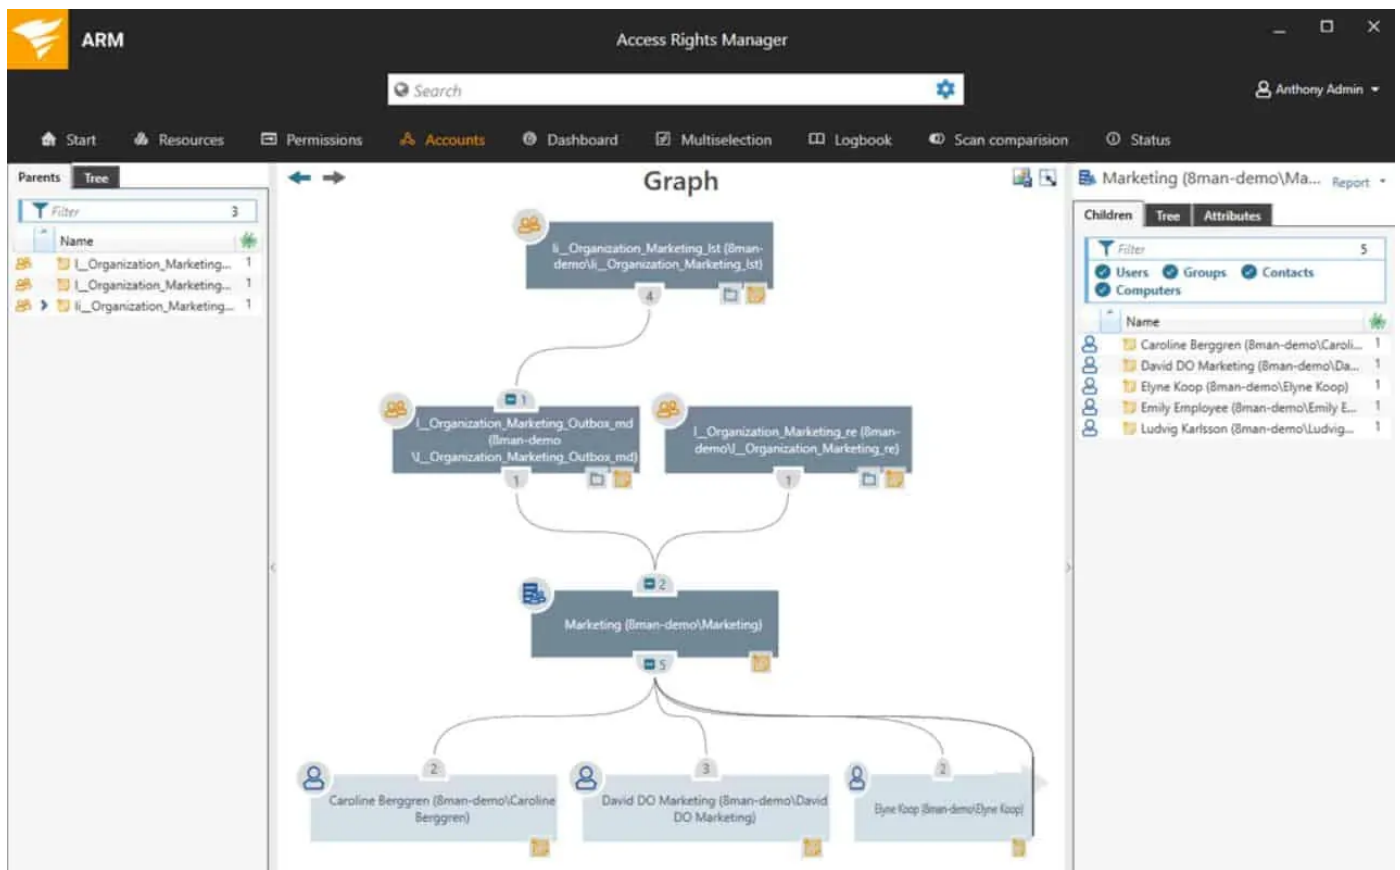 ARM
Access Rights Manager
Search
Anthony Admin
Start
Resources
Permissions
Accounts
Dashboard
Multiselection
Logbook
Scan comparision
Status
Parents
Tree
Filter
3
Name
l_Organization_Marketing... 1
l_Organization_Marketing... 1
li_Organization_Marketing... 1
Graph
li_Organization_Marketing_lst (8man-
demo\li_Organization_Marketing_lst)
4
1
l_Organization_Marketing_Outbox_md
(8man-demo
\l_Organization_Marketing_Outbox_md)
1
l_Organization_Marketing_re (8man-
demo\l_Organization_Marketing_re)
1
2
Marketing (8man-demo\Marketing)
5
2
Caroline Berggren (8man-demo\Caroline
Berggren)
3
David DO Marketing (8man-demo\David
DO Marketing)
2
Elyne Koop (8man-demo\Elyne Koop)
Marketing (8man-demo\Ma...
Report
Children
Tree
Attributes
Filter
5
Users Groups Contacts
Computers
Name
Caroline Berggren (8man-demo\Caroli... 1
David DO Marketing (8man-demo\Da... 1
Elyne Koop (8man-demo\Elyne Koop) 1
Emily Employee (8man-demo\Emily E... 1
Ludvig Karlsson (8man-demo\Ludvig... 1